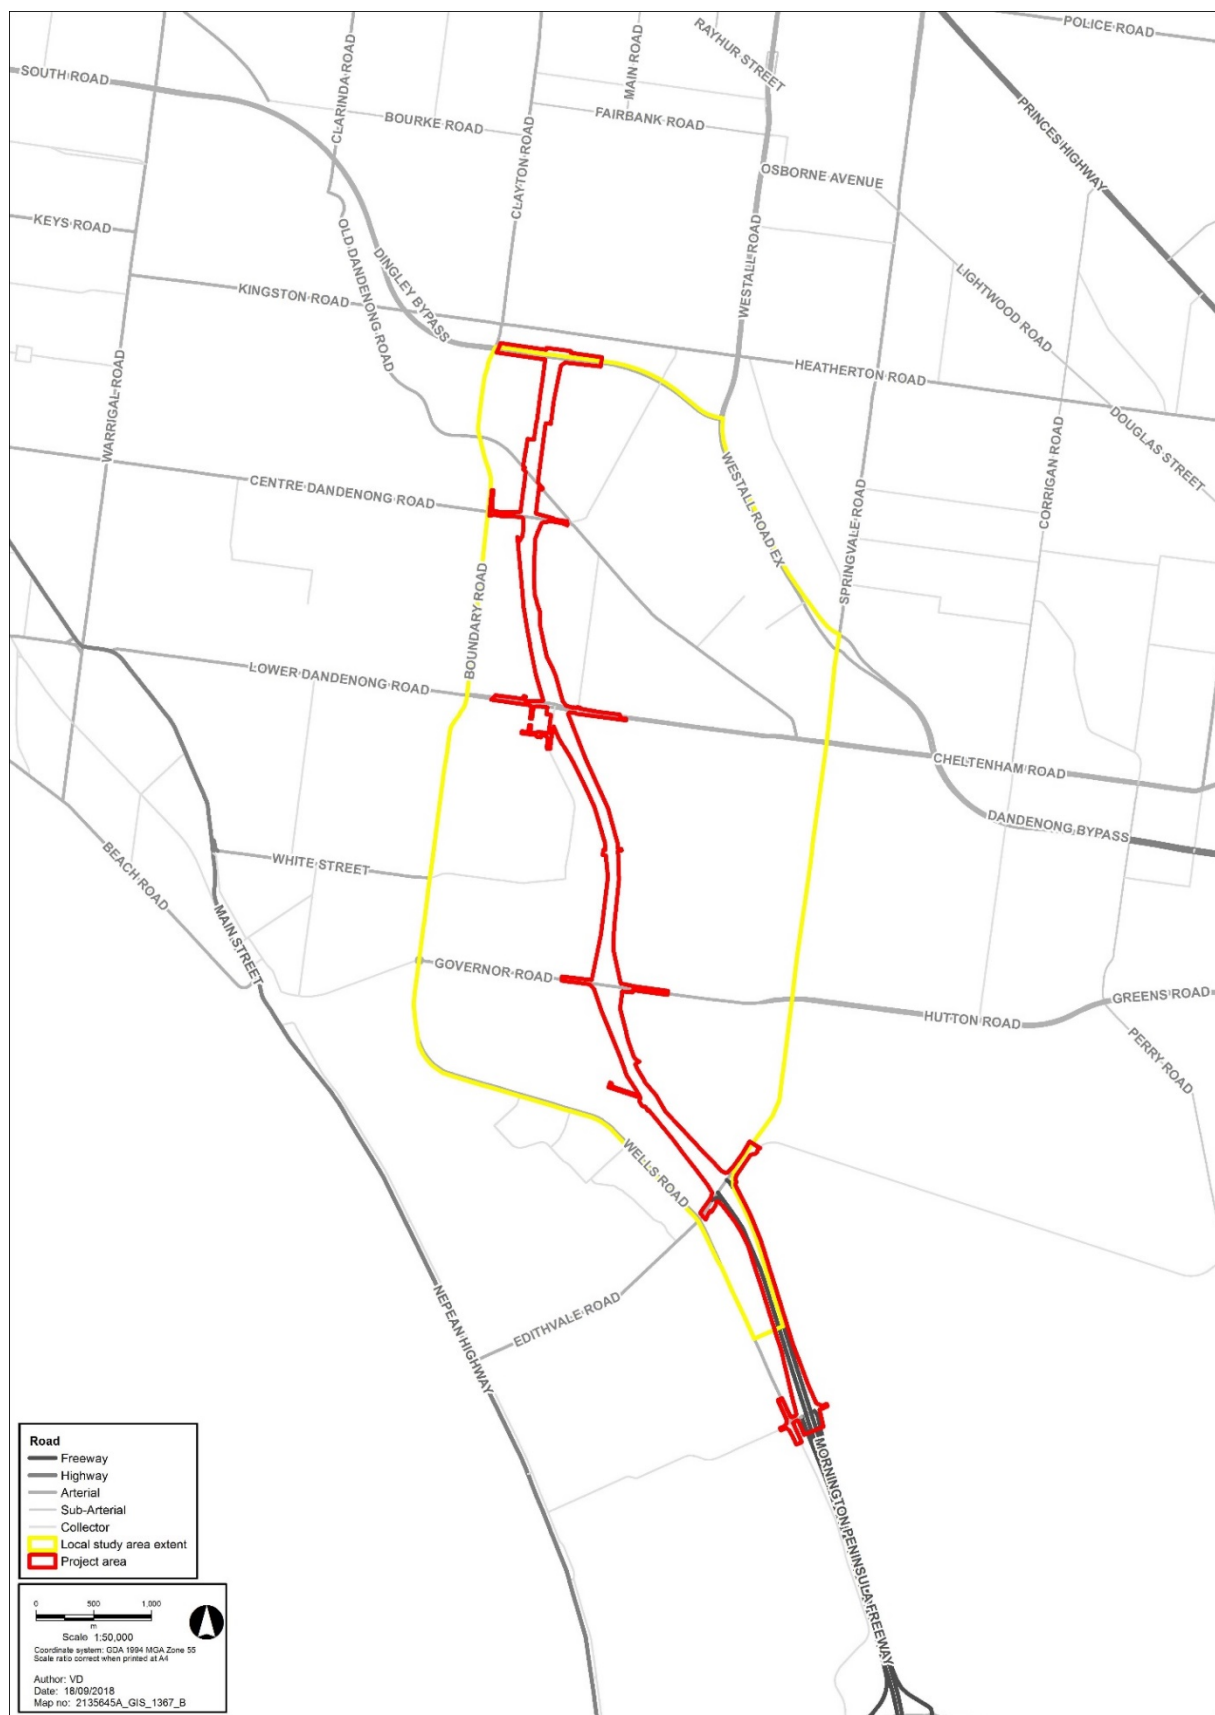 POLICE ROAD
RAYHUR STREET
MAIN ROAD
SOUTH ROAD
CLARINDA ROAD
BOURKE ROAD
CLAYTON ROAD
FAIRBANK ROAD
PRINCES HIGHWAY
OSBORNE AVENUE
KEYS ROAD
OLD DANDENONG ROAD
DINGLEY BYPASS
WESTALL ROAD
LIGHTWOOD ROAD
KINGSTON ROAD
HEATHERTON ROAD
WARRIGAL ROAD
DOUGLAS STREET
CORRIGAN ROAD
CENTRE DANDENONG ROAD
WESTALL ROAD EX
SPRINGVALE ROAD
BOUNDARY ROAD
LOWER DANDENONG ROAD
CHELTENHAM ROAD
DANDENONG BYPASS
BEACH ROAD
WHITE STREET
MAIN STREET
GOVERNOR ROAD
HUTTON ROAD
GREENS ROAD
PERRY ROAD
WELLS ROAD
EDITHVALE ROAD
NEPEAN HIGHWAY
MORNINGTON PENINSULA FREEWAY
Road
Freeway
Highway
Arterial
Sub-Arterial
Collector
Local study area extent
Project area
0 500 1,000
m
Scale 1:50,000
Coordinate system: GDA 1994 MGA Zone 55
Scale ratio correct when printed at A4
Author: VD
Date: 18/09/2018
Map no: 2135645A_GIS_1367_B